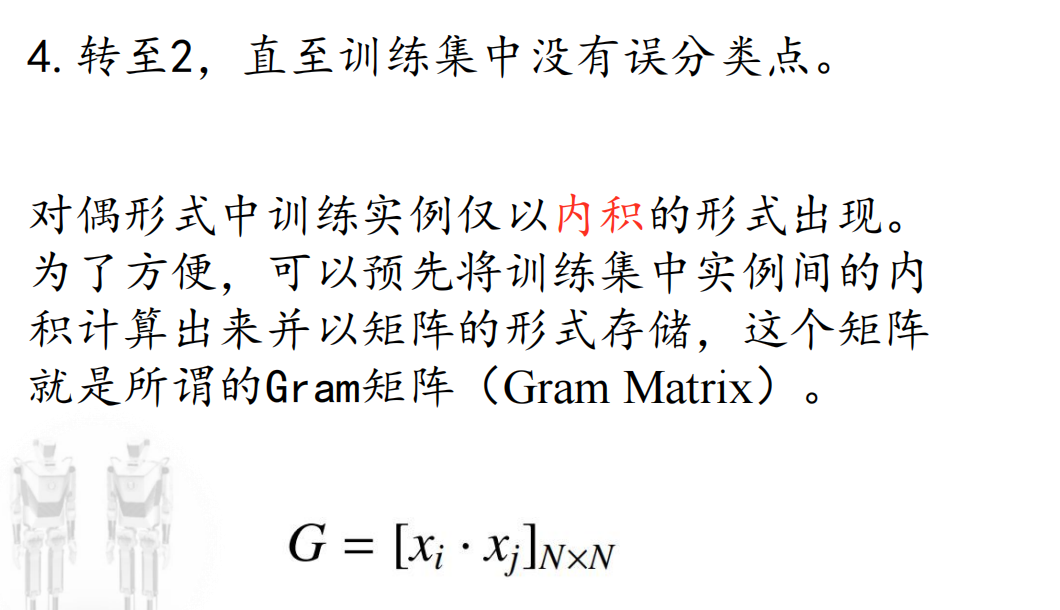 4. 转至2，直至训练集中没有误分类点。
对偶形式中训练实例仅以内积的形式出现。
为了方便，可以预先将训练集中实例间的内
积计算出来并以矩阵的形式存储，这个矩阵
就是所谓的Gram矩阵（Gram Matrix）。
G = [x_i · x_j]_{N×N}